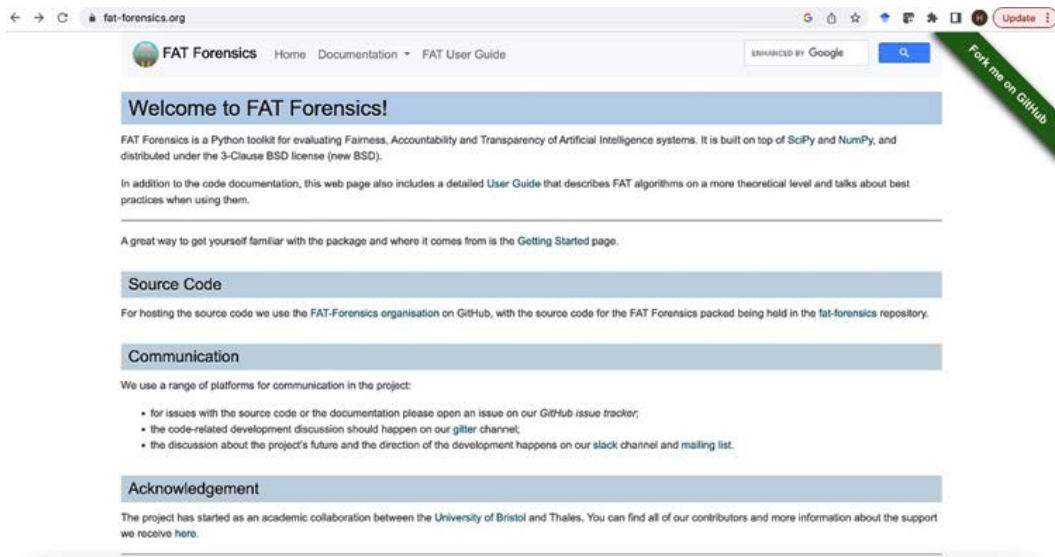 fat-forensics.org
Update
FAT Forensics Home Documentation FAT User Guide
ENHANCED BY Google
Fork me on GitHub
Welcome to FAT Forensics!
FAT Forensics is a Python toolkit for evaluating Fairness, Accountability and Transparency of Artificial Intelligence systems. It is built on top of SciPy and NumPy, and
distributed under the 3-Clause BSD license (new BSD).
In addition to the code documentation, this web page also includes a detailed User Guide that describes FAT algorithms on a more theoretical level and talks about best
practices when using them.
A great way to get yourself familiar with the package and where it comes from is the Getting Started page.
Source Code
For hosting the source code we use the FAT-Forensics organisation on GitHub, with the source code for the FAT Forensics packed being held in the fat-forensics repository.
Communication
We use a range of platforms for communication in the project:
• for issues with the source code or the documentation please open an issue on our GitHub issue tracker;
• the code-related development discussion should happen on our gitter channel;
• the discussion about the project's future and the direction of the development happens on our slack channel and mailing list.
Acknowledgement
The project has started as an academic collaboration between the University of Bristol and Thales. You can find all of our contributors and more information about the support
we receive here.